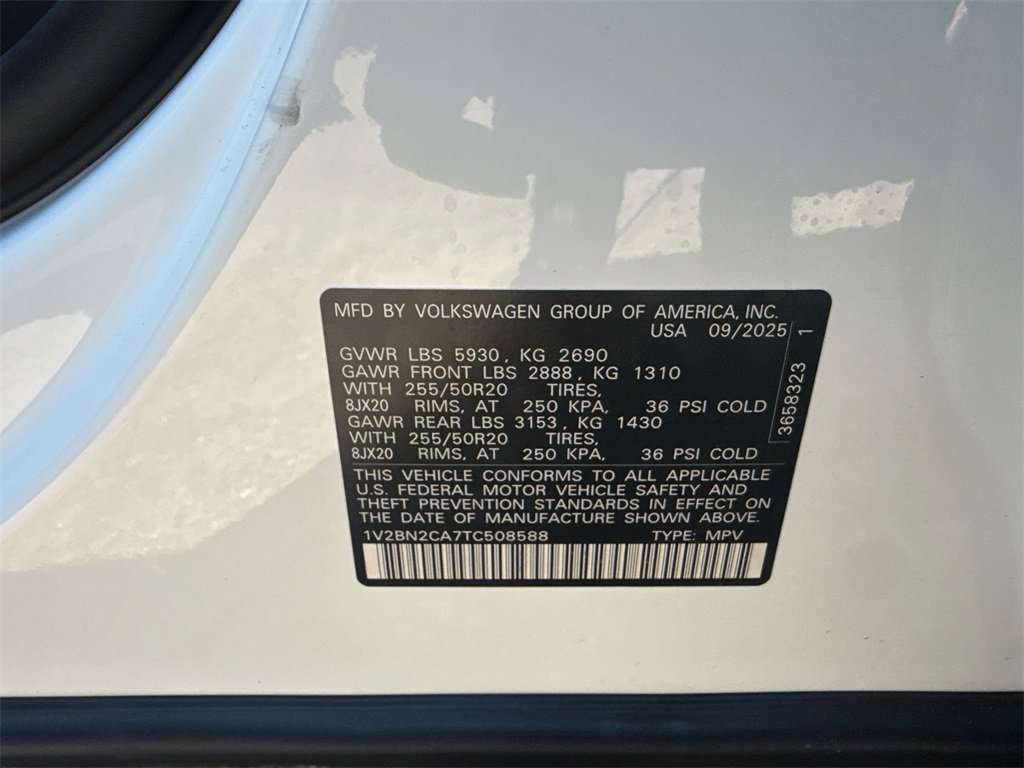 MFD BY VOLKSWAGEN GROUP OF AMERICA, INC.
USA 09/2025
GVWR LBS 5930, KG 2690
GAWR FRONT LBS 2888, KG 1310
WITH 255/50R20 TIRES,
8JX20 RIMS, AT 250 KPA, 36 PSI COLD
GAWR REAR LBS 3153, KG 1430
WITH 255/50R20 TIRES,
8JX20 RIMS, AT 250 KPA, 36 PSI COLD
3658323 1
THIS VEHICLE CONFORMS TO ALL APPLICABLE
U.S. FEDERAL MOTOR VEHICLE SAFETY AND
THEFT PREVENTION STANDARDS IN EFFECT ON
THE DATE OF MANUFACTURE SHOWN ABOVE.
1V2BN2CA7TC508588 TYPE: MPV